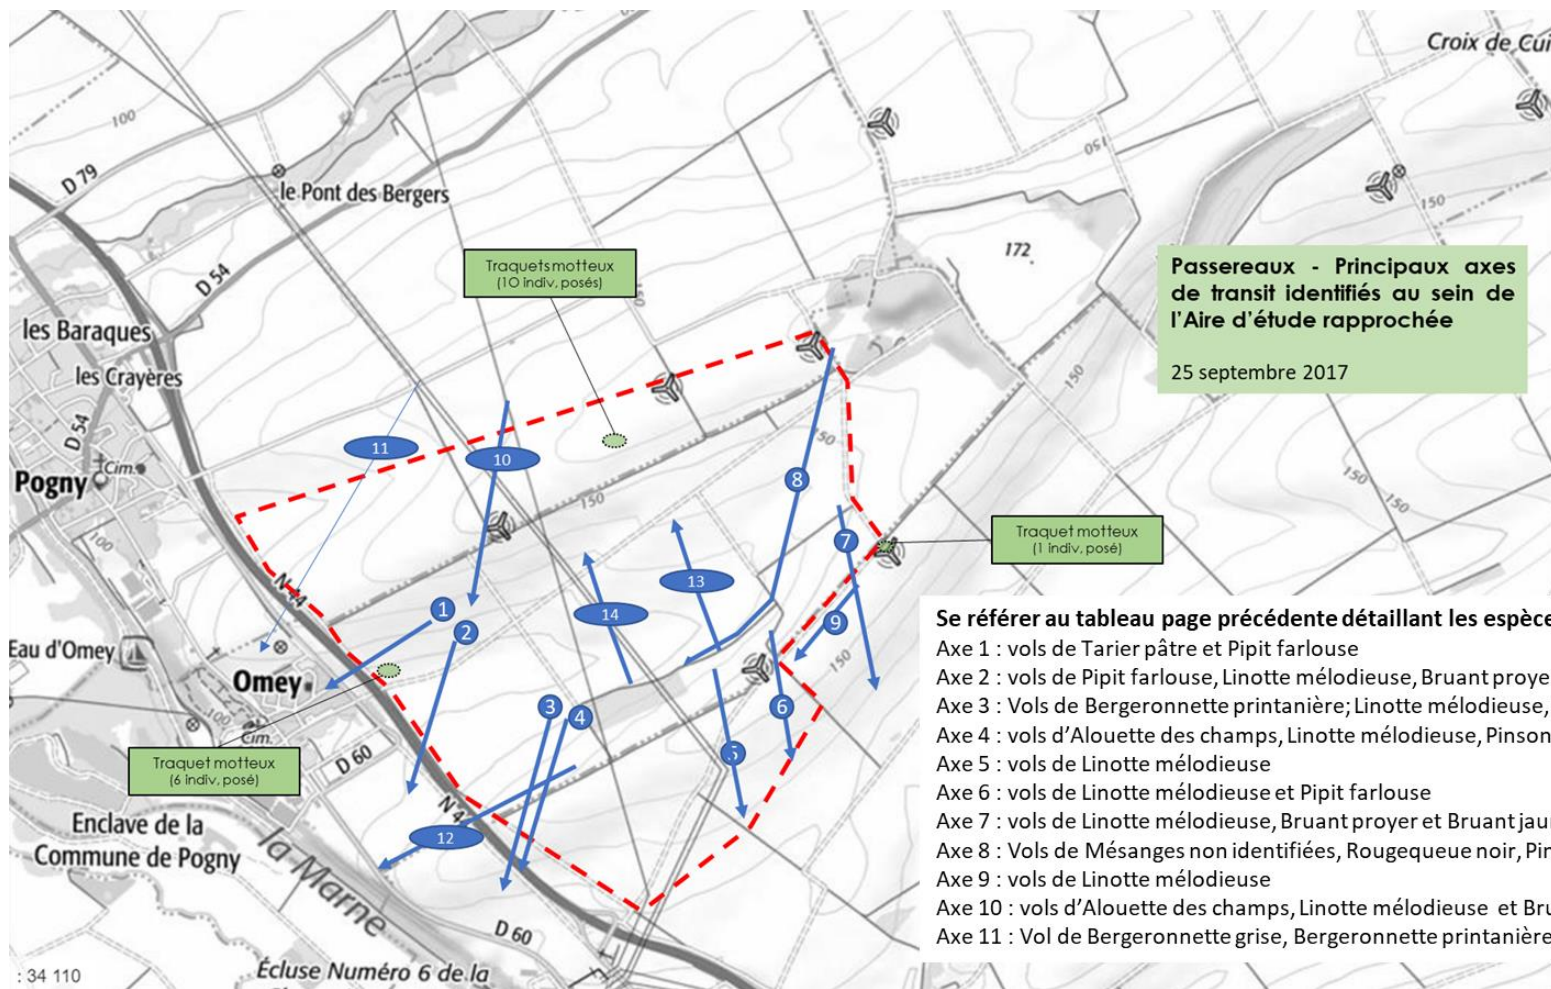 Croix de Cui
100
150
D 79
le Pont des Bergers
150
172
Traquets motteux
(10 indiv, posés)
Passereaux - Principaux axes
de transit identifiés au sein de
l'Aire d'étude rapprochée
25 septembre 2017
D 54
les Baraques
les Crayères
150
D 54
11
10
150
8
Cim.
Pogny
150
150
150
100
7
Traquet motteux
(1 indiv, posé)
13
N 44
1
14
9
2
Eau d'Omey
150
Omey
3
4
6
100
Cim.
5
D 60
Traquet motteux
(6 indiv, posé)
N 4
12
Enclave de la
Commune de Pogny
la Marne
D 60
Écluse Numéro 6 de la
: 34 110
Se référer au tableau page précédente détaillant les espèce
Axe 1 : vols de Tarier pâtre et Pipit farlouse
Axe 2 : vols de Pipit farlouse, Linotte mélodieuse, Bruant proye
Axe 3 : Vols de Bergeronnette printanière; Linotte mélodieuse,
Axe 4 : vols d'Alouette des champs, Linotte mélodieuse, Pinson
Axe 5 : vols de Linotte mélodieuse
Axe 6 : vols de Linotte mélodieuse et Pipit farlouse
Axe 7 : vols de Linotte mélodieuse, Bruant proyer et Bruant jau
Axe 8 : Vols de Mésanges non identifiées, Rougequeue noir, Pin
Axe 9 : vols de Linotte mélodieuse
Axe 10 : vols d'Alouette des champs, Linotte mélodieuse et Bru
Axe 11 : Vol de Bergeronnette grise, Bergeronnette printanière